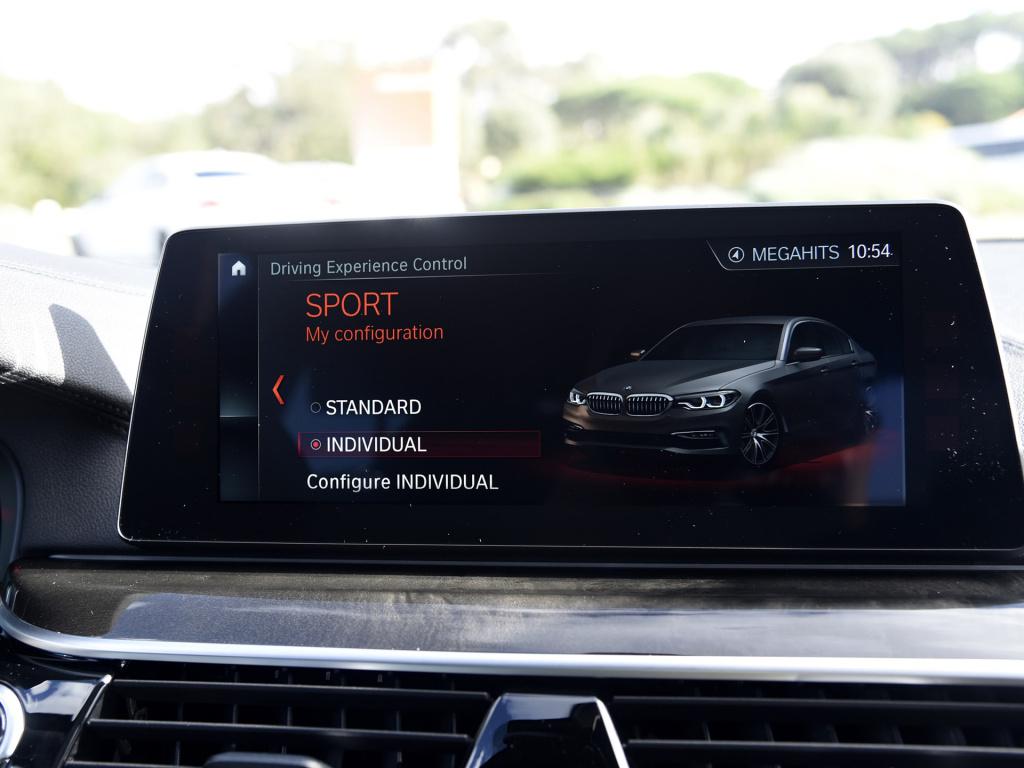 Driving Experience Control
MEGAHITS 10:54
SPORT
My configuration
STANDARD
INDIVIDUAL
Configure INDIVIDUAL